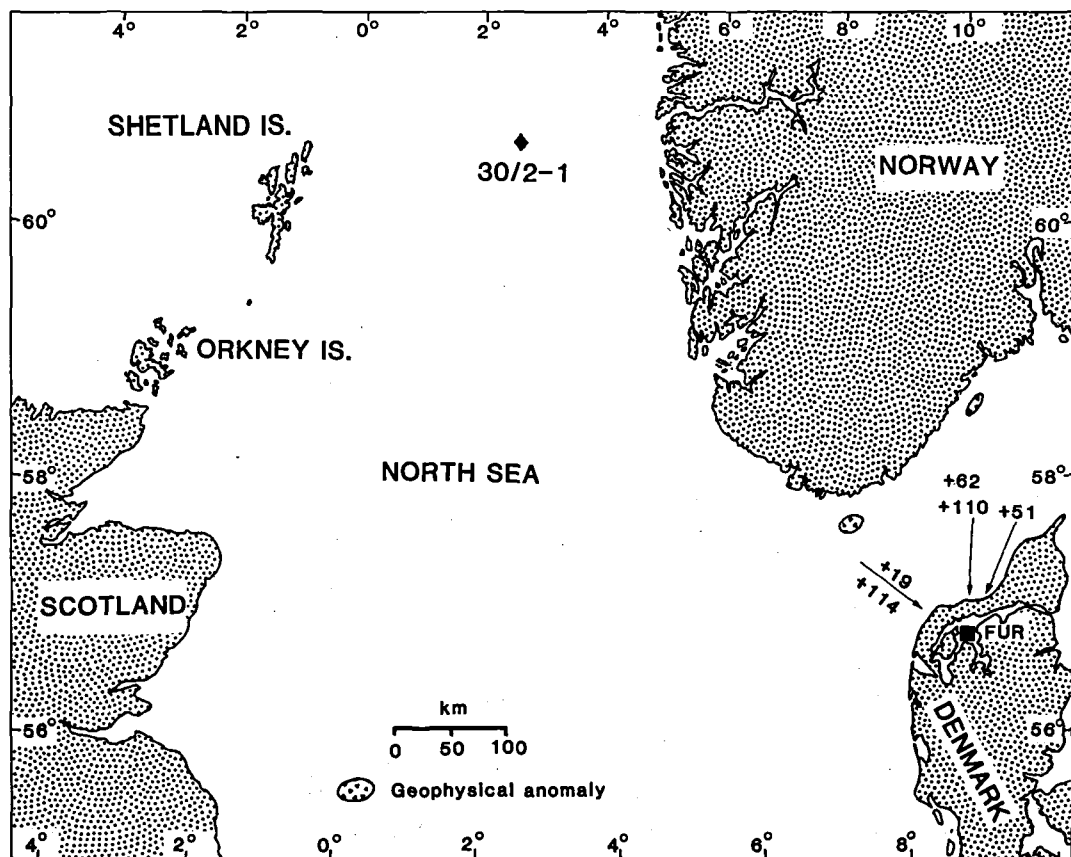 4° 2° 0° 2° 4° 6° 8° 10°
SHETLAND IS.
30/2-1
NORWAY
60° 60°
ORKNEY IS.
NORTH SEA
58° 58°
+62
+110 +51
+19
+114
SCOTLAND
FUR
km
0 50 100
56° 56°
DENMARK
Geophysical anomaly
4° 2° 0° 2° 4° 6° 8° 10°